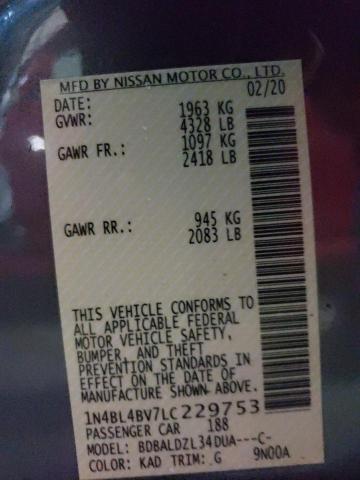 MFD BY NISSAN MOTOR CO., LTD.
DATE: 02/20
GVWR: 1963 KG
4328 LB
GAWR FR.: 1097 KG
2418 LB
GAWR RR.: 945 KG
2083 LB
THIS VEHICLE CONFORMS TO
ALL APPLICABLE FEDERAL
MOTOR VEHICLE SAFETY,
BUMPER, AND THEFT
PREVENTION STANDARDS IN
EFFECT ON THE DATE OF
MANUFACTURE SHOWN ABOVE.
1N4BL4BV7LC229753
PASSENGER CAR 188
MODEL: BDBALDZL34DUA---C-
COLOR: KAD TRIM: G 9N00A